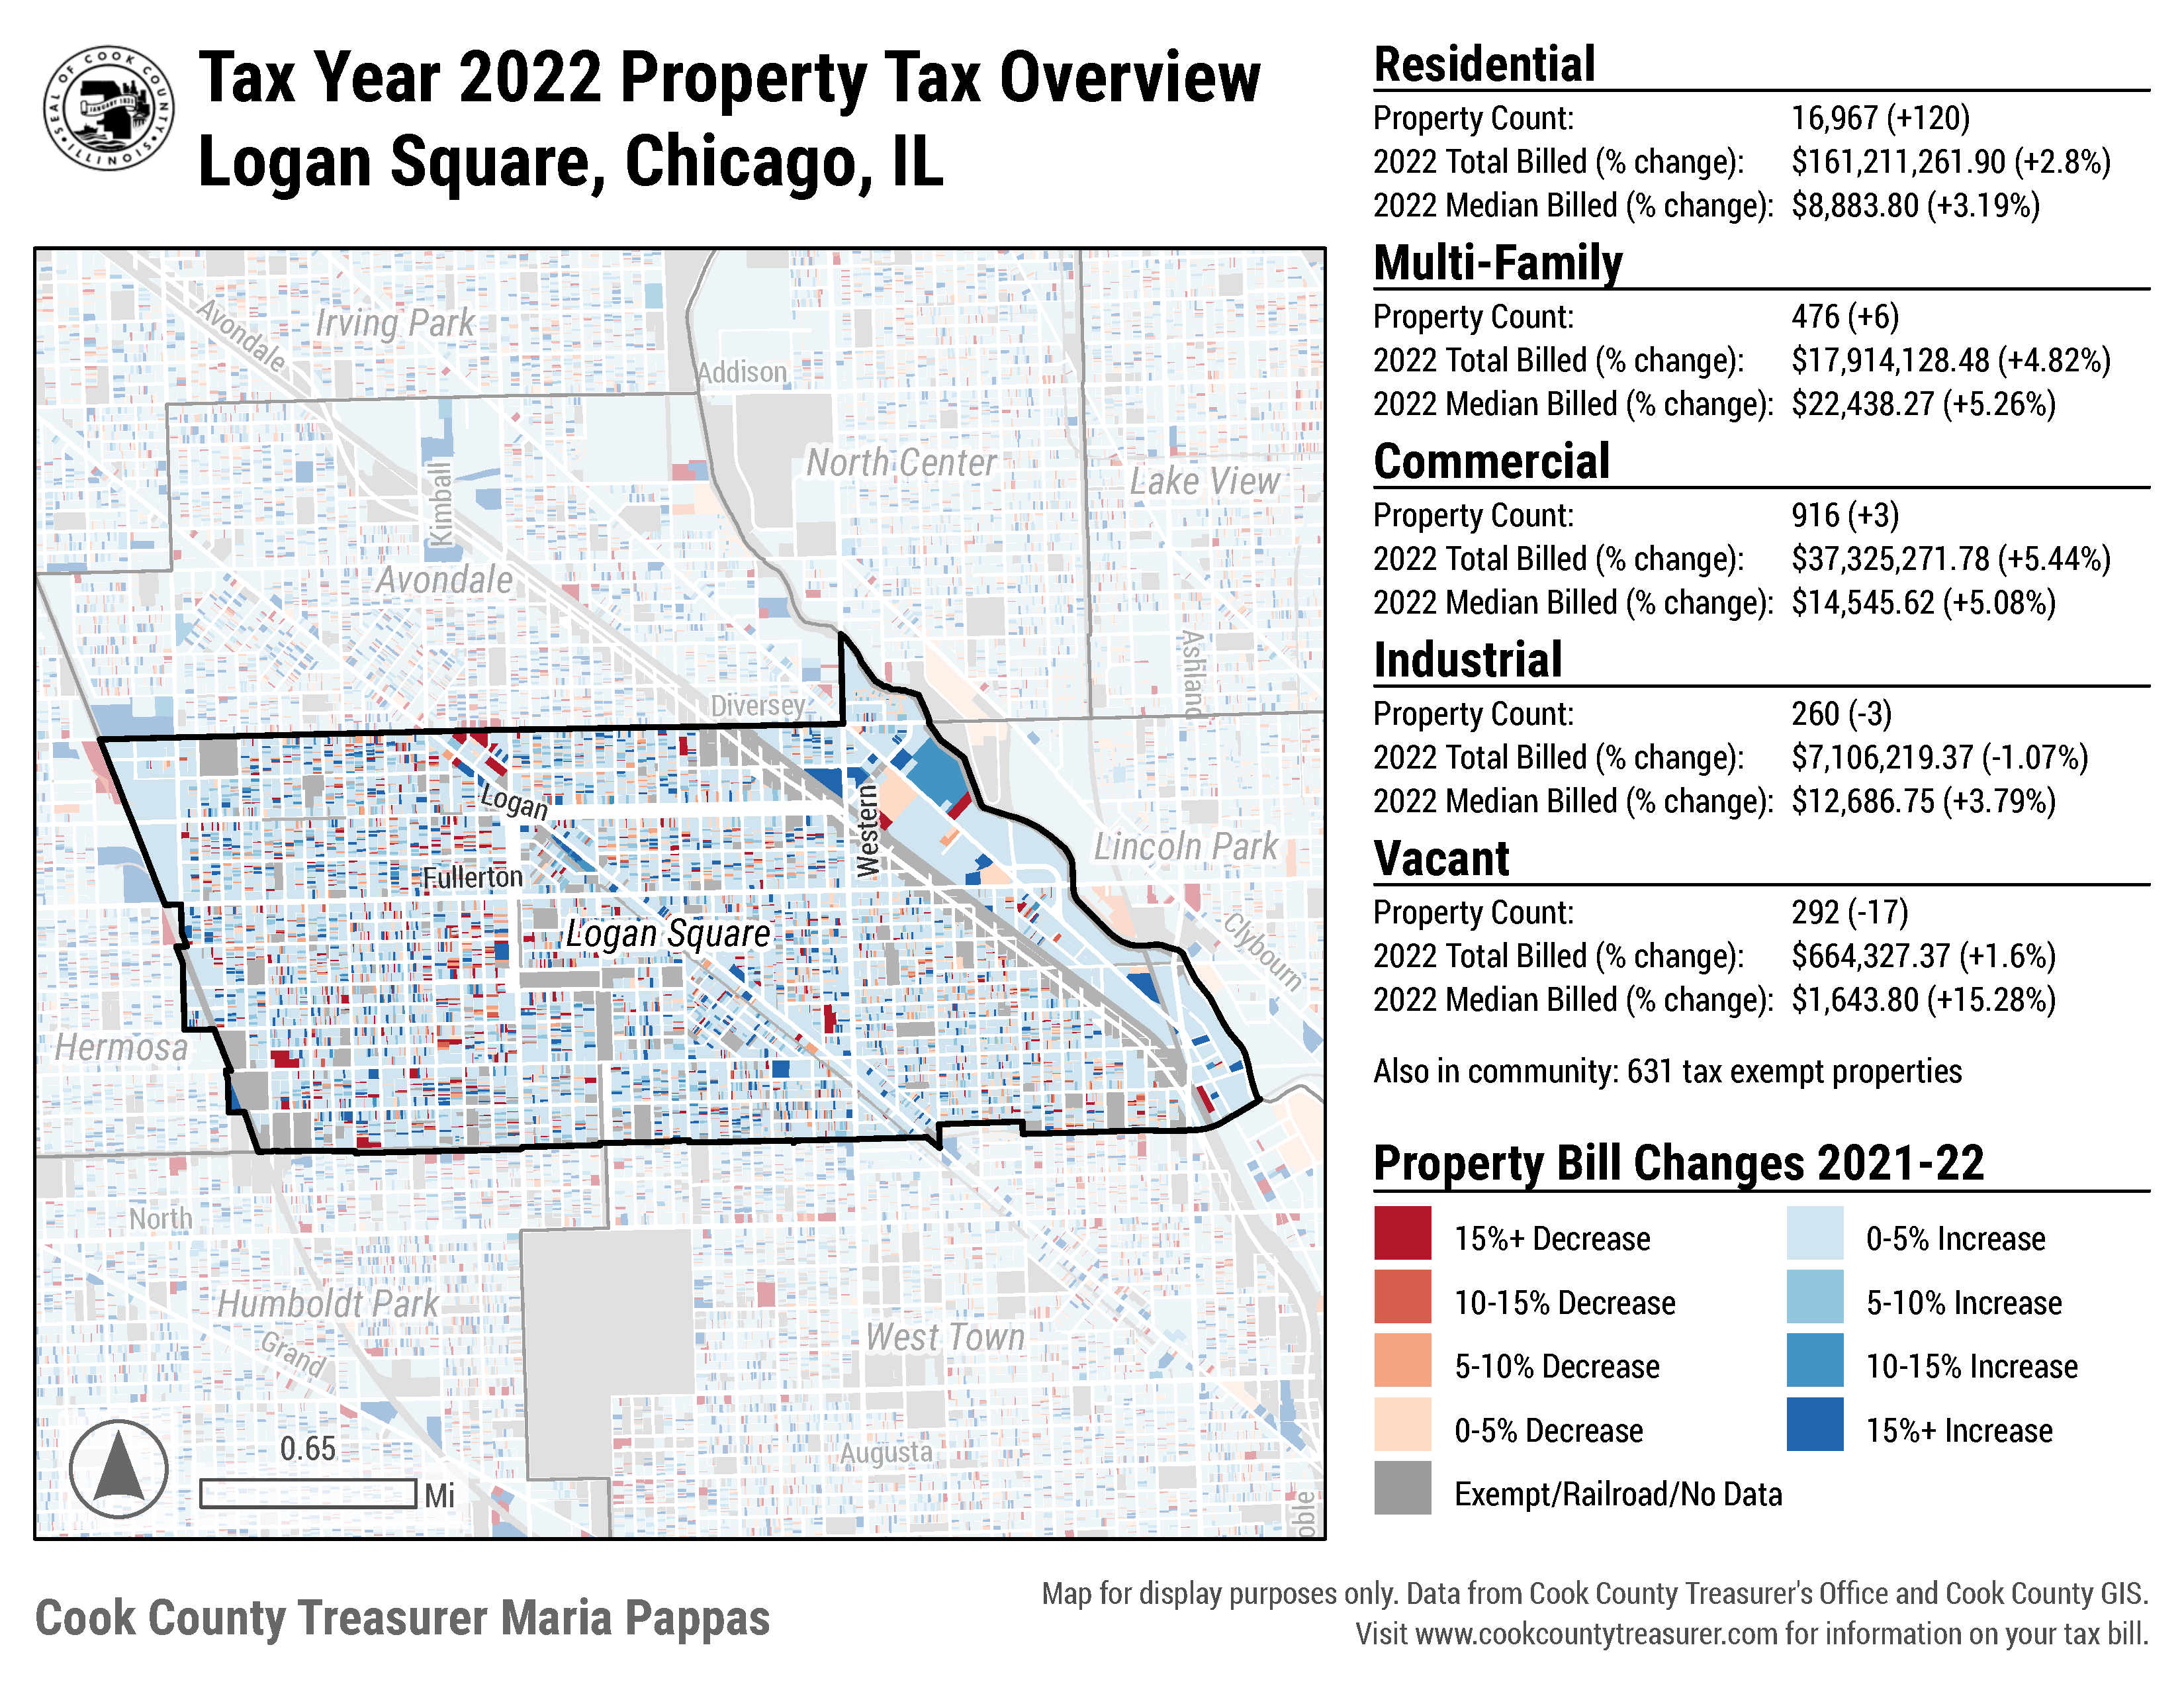 SEAL OF COOK COUNTY
ILLINOIS
JANUARY 1831
Tax Year 2022 Property Tax Overview
Logan Square, Chicago, IL
Avondale
Irving Park
Addison
North Center
Lake View
Kimball
Avondale
Ashland
Diversey
Logan
Western
Lincoln Park
Fullerton
Logan Square
Clybourn
Hermosa
North
Humboldt Park
Grand
West Town
Augusta
oble
0.65
Mi
Residential
Property Count: 16,967 (+120)
2022 Total Billed (% change): $161,211,261.90 (+2.8%)
2022 Median Billed (% change): $8,883.80 (+3.19%)
Multi-Family
Property Count: 476 (+6)
2022 Total Billed (% change): $17,914,128.48 (+4.82%)
2022 Median Billed (% change): $22,438.27 (+5.26%)
Commercial
Property Count: 916 (+3)
2022 Total Billed (% change): $37,325,271.78 (+5.44%)
2022 Median Billed (% change): $14,545.62 (+5.08%)
Industrial
Property Count: 260 (-3)
2022 Total Billed (% change): $7,106,219.37 (-1.07%)
2022 Median Billed (% change): $12,686.75 (+3.79%)
Vacant
Property Count: 292 (-17)
2022 Total Billed (% change): $664,327.37 (+1.6%)
2022 Median Billed (% change): $1,643.80 (+15.28%)
Also in community: 631 tax exempt properties
Property Bill Changes 2021-22
15%+ Decrease
0-5% Increase
10-15% Decrease
5-10% Increase
5-10% Decrease
10-15% Increase
0-5% Decrease
15%+ Increase
Exempt/Railroad/No Data
Cook County Treasurer Maria Pappas
Map for display purposes only. Data from Cook County Treasurer's Office and Cook County GIS.
Visit www.cookcountytreasurer.com for information on your tax bill.